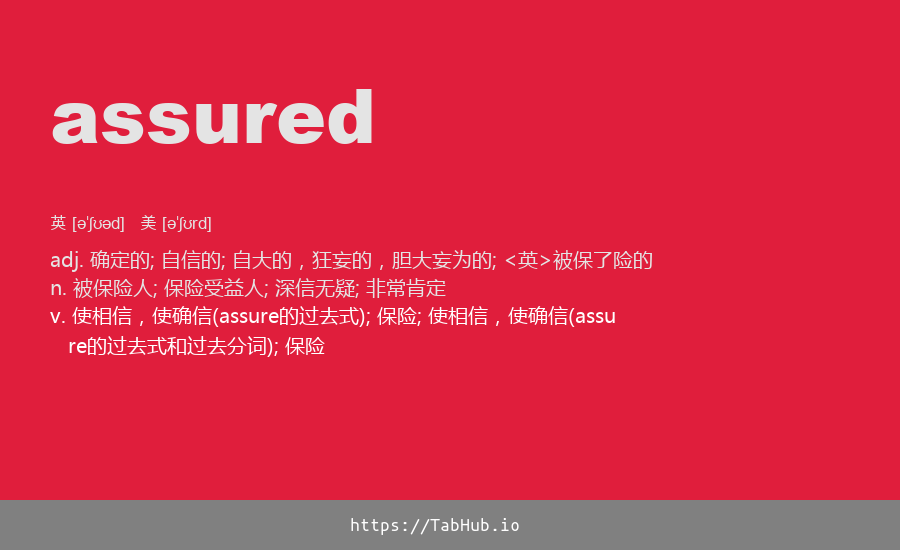 assured
英 [əˈʃʊəd] 美 [əˈʃʊrd]
adj. 确定的; 自信的; 自大的，狂妄的，胆大妄为的; <英>被保了险的
n. 被保险人; 保险受益人; 深信无疑; 非常肯定
v. 使相信，使确信(assure的过去式); 保险; 使相信，使确信(assu
re的过去式和过去分词); 保险
https://TabHub.io